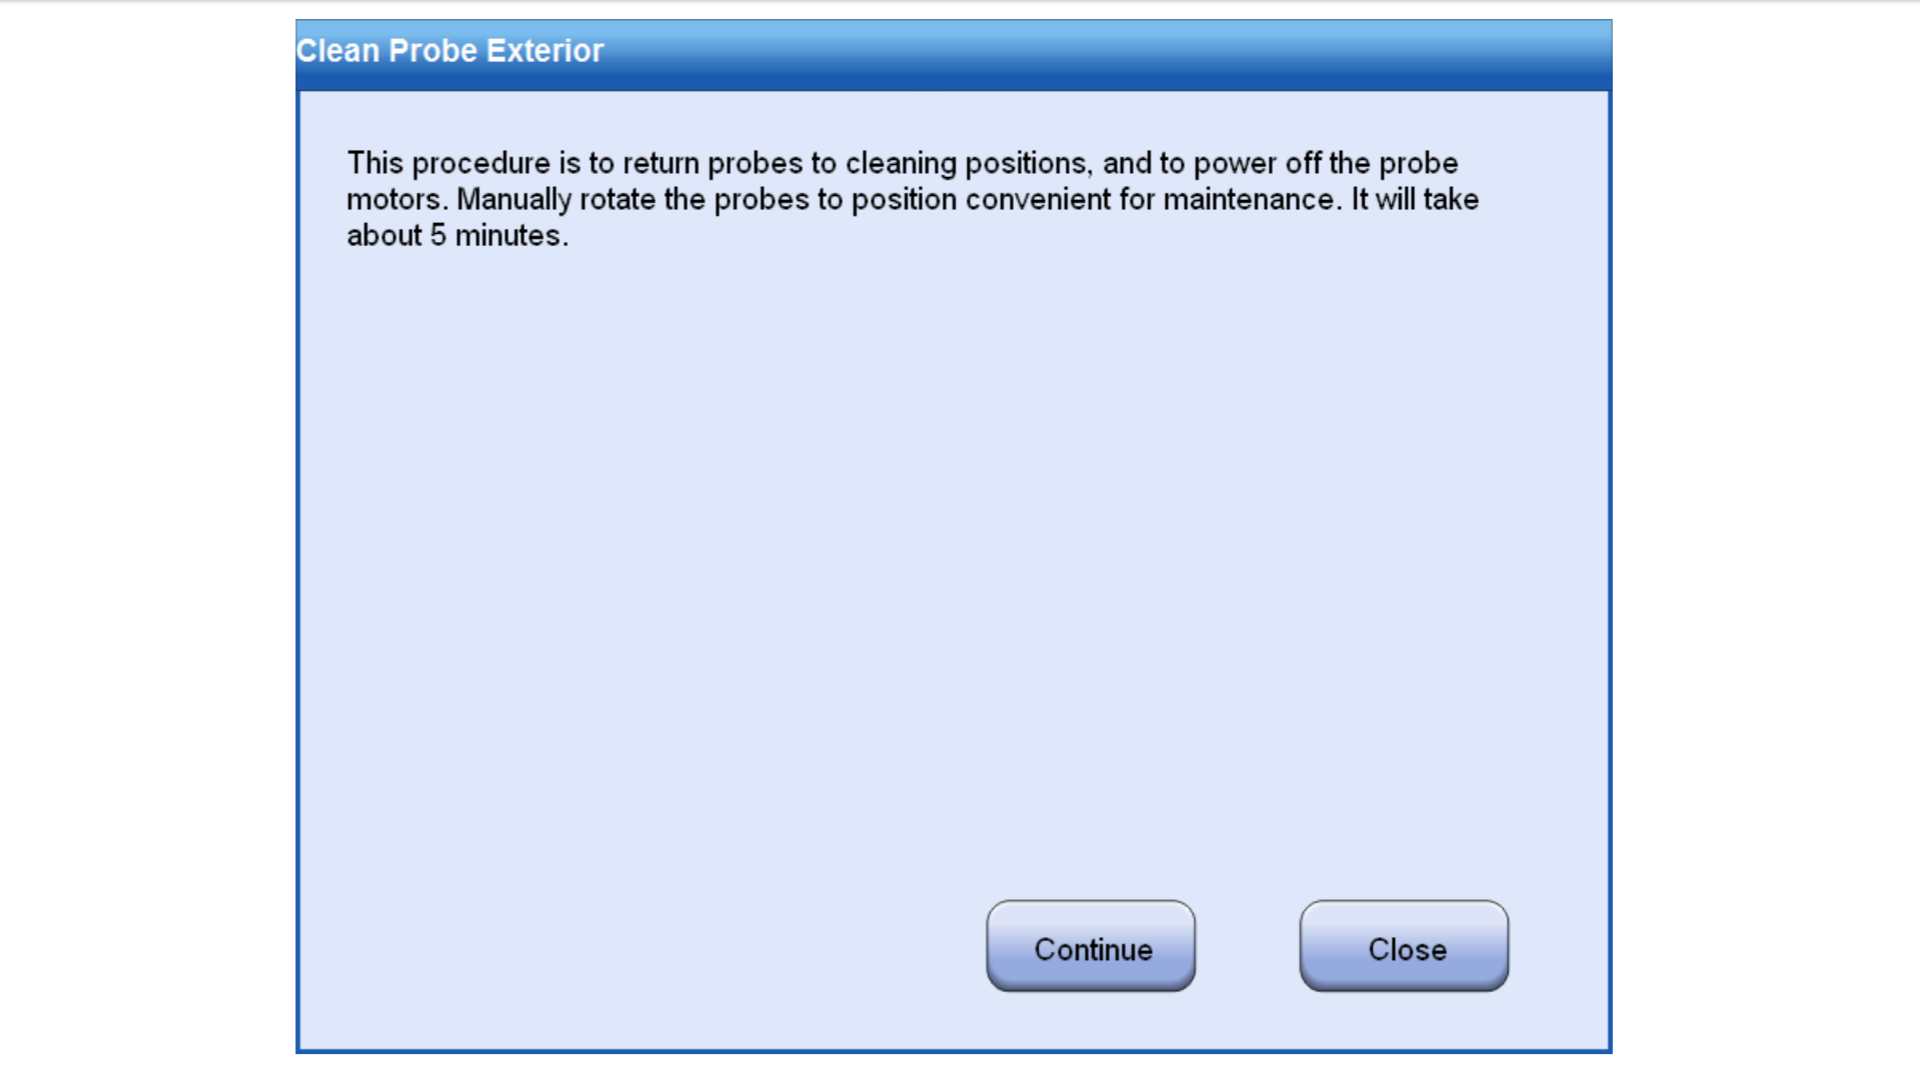 Clean Probe Exterior
This procedure is to return probes to cleaning positions, and to power off the probe
motors. Manually rotate the probes to position convenient for maintenance. It will take
about 5 minutes.
Continue
Close